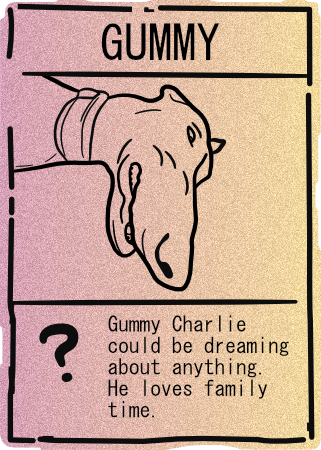 GUMMY
?
Gummy Charlie
could be dreaming
about anything.
He loves family
time.